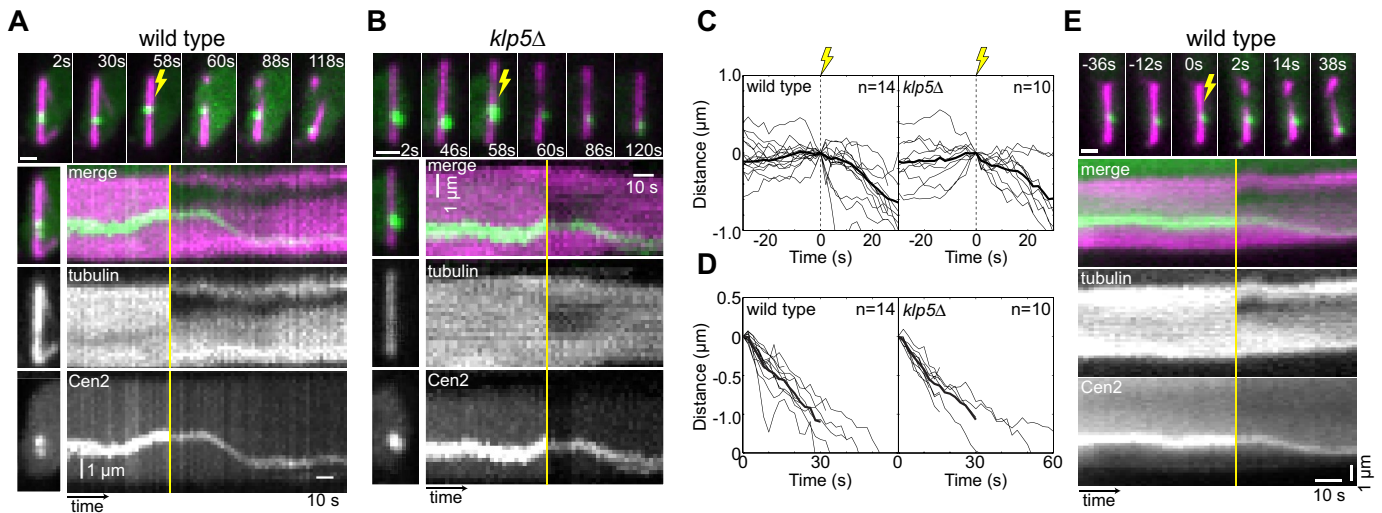 A
wild type
2s 30s 58s 60s 88s 118s
merge
tubulin
Cen2
1 µm
time
10 s
B
klp5Δ
2s 46s 58s 60s 86s 120s
merge
1 µm
10 s
tubulin
Cen2
time
C
1.0
0
-1.0
Distance (µm)
wild type n=14
klp5Δ n=10
-20 0 20
-20 0 20
Time (s)
Time (s)
D
0.5
0
-0.5
-1.0
Distance (µm)
wild type n=14
klp5Δ n=10
0 30 0 30 60
Time (s)
Time (s)
E
wild type
-36s -12s 0s 2s 14s 38s
merge
tubulin
Cen2
time
10 s
1 µm